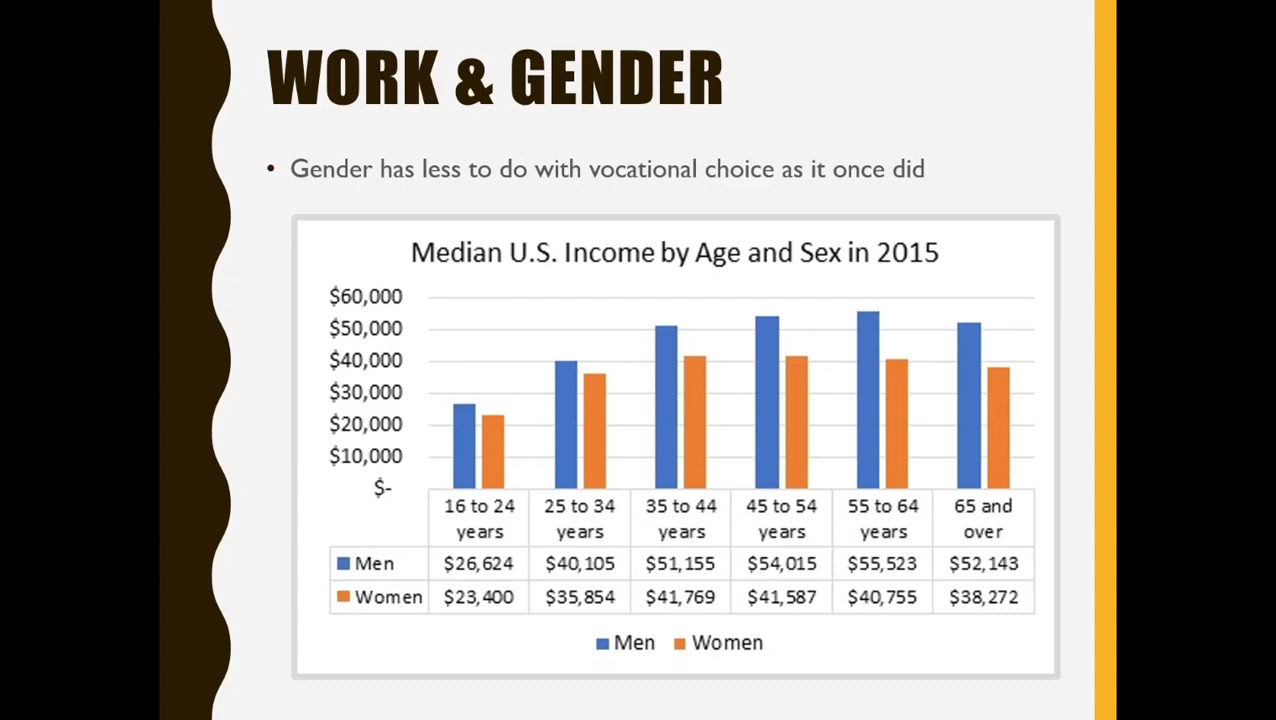 WORK & GENDER
• Gender has less to do with vocational choice as it once did
Median U.S. Income by Age and Sex in 2015
$60,000
$50,000
$40,000
$30,000
$20,000
$10,000
$-
16 to 24 years 25 to 34 years 35 to 44 years 45 to 54 years 55 to 64 years 65 and over
Men $26,624 $40,105 $51,155 $54,015 $55,523 $52,143
Women $23,400 $35,854 $41,769 $41,587 $40,755 $38,272
Men Women